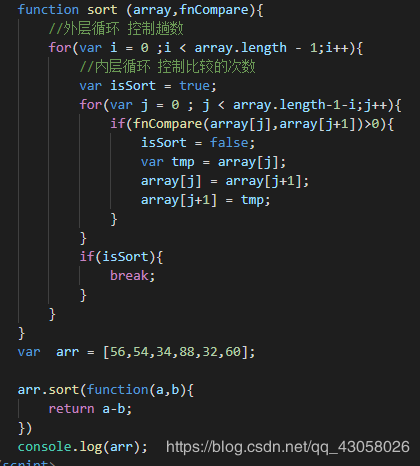 function sort (array,fnCompare){
//外层循环 控制趟数
for(var i = 0 ;i < array.length - 1;i++){
//内层循环 控制比较的次数
var isSort = true;
for(var j = 0 ; j < array.length-1-i;j++){
if(fnCompare(array[j],array[j+1])>0){
isSort = false;
var tmp = array[j];
array[j] = array[j+1];
array[j+1] = tmp;
}
}
if(isSort){
break;
}
}
}
var  arr = [56,54,34,88,32,60];
arr.sort(function(a,b){
return a-b;
})
console.log(arr); https://blog.csdn.net/qq_43058026
/script>